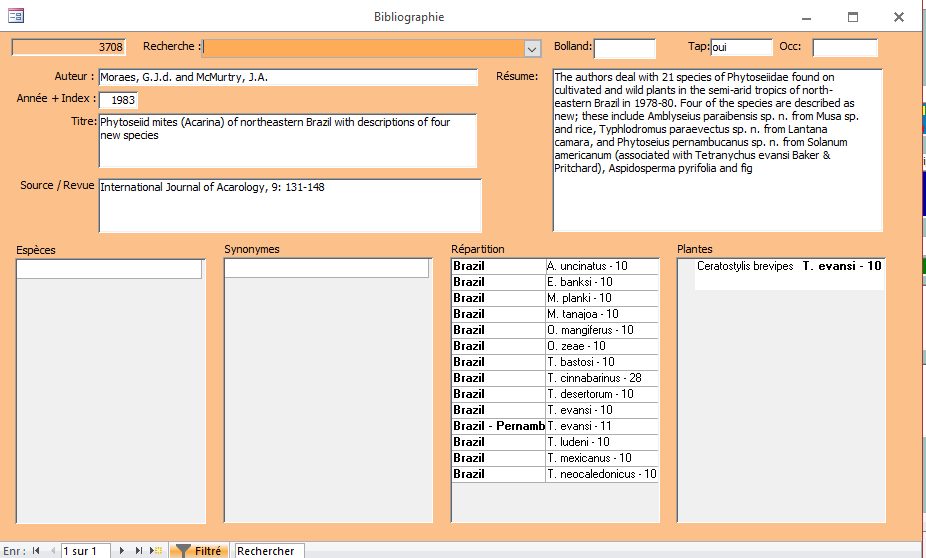 Bibliographie
3708
Recherche :
Bolland:
Tap: oui
Occ:
Auteur : Moraes, G.J.d. and McMurtry, J.A.
Année + Index : 1983
Titre: Phytoseiid mites (Acarina) of northeastern Brazil with descriptions of four
new species
Source / Revue International Journal of Acarology, 9: 131-148
Résume: The authors deal with 21 species of Phytoseiidae found on
cultivated and wild plants in the semi-arid tropics of north-
eastern Brazil in 1978-80. Four of the species are described as
new; these include Amblyseius paraibensis sp. n. from Musa sp.
and rice, Typhlodromus paraevectus sp. n. from Lantana
camara, and Phytoseius pernambucanus sp. n. from Solanum
americanum (associated with Tetranychus evansi Baker &
Pritchard), Aspidosperma pyrifolia and fig
Espèces
Synonymes
Répartition
Brazil A. uncinatus - 10
Brazil E. banksi - 10
Brazil M. planki - 10
Brazil M. tanajoa - 10
Brazil O. mangiferus - 10
Brazil O. zeae - 10
Brazil T. bastosi - 10
Brazil T. cinnabarinus - 28
Brazil T. desertorum - 10
Brazil T. evansi - 10
Brazil - Pernamb T. evansi - 11
Brazil T. ludeni - 10
Brazil T. mexicanus - 10
Brazil T. neocaledonicus - 10
Plantes
Ceratostylis brevipes T. evansi - 10
Enr : 1 sur 1 Filtré Rechercher